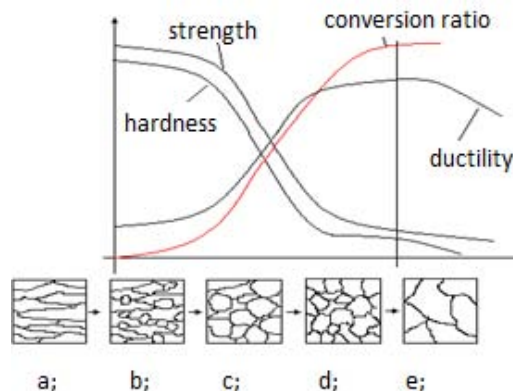 conversion ratio
strength
hardness
ductility
a; b; c; d; e;